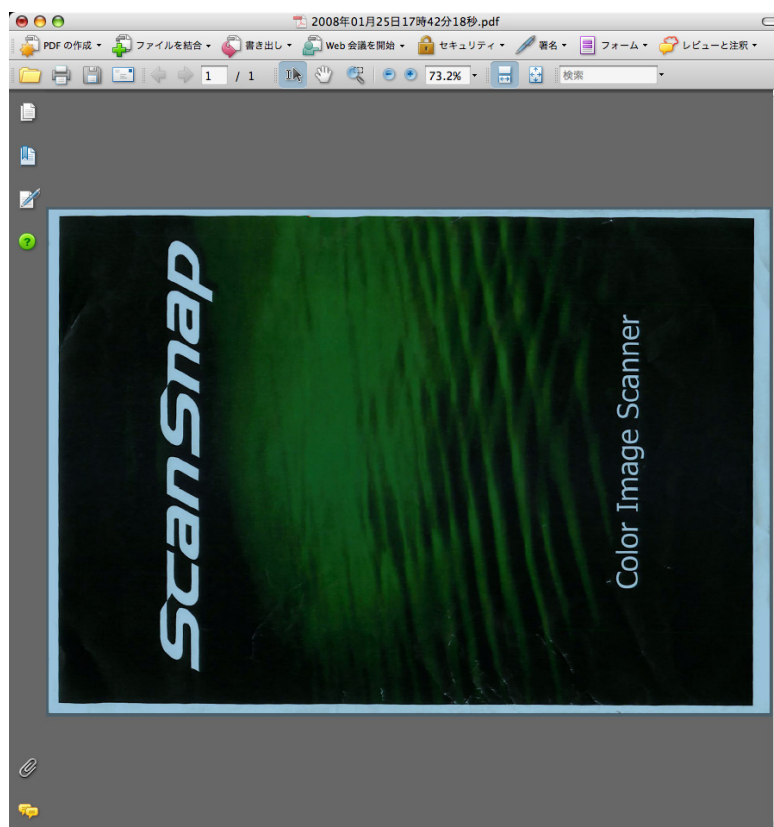 2008年01月25日17時42分18秒.pdf
PDF の作成 ファイルを結合 書き出し Web 会議を開始 セキュリティ 署名 フォーム レビューと注釈
1 / 1 73.2% 検索
ScanSnap
Color Image Scanner